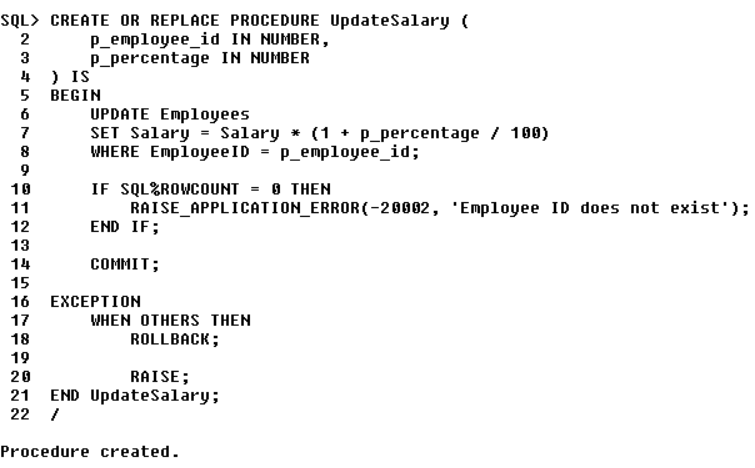 SQL> CREATE OR REPLACE PROCEDURE UpdateSalary (
  2      p_employee_id IN NUMBER,
  3      p_percentage IN NUMBER
  4  ) IS
  5  BEGIN
  6      UPDATE Employees
  7      SET Salary = Salary * (1 + p_percentage / 100)
  8      WHERE EmployeeID = p_employee_id;
  9
 10      IF SQL%ROWCOUNT = 0 THEN
 11          RAISE_APPLICATION_ERROR(-20002, 'Employee ID does not exist');
 12      END IF;
 13
 14      COMMIT;
 15
 16  EXCEPTION
 17      WHEN OTHERS THEN
 18          ROLLBACK;
 19
 20          RAISE;
 21  END UpdateSalary;
 22  /
Procedure created.